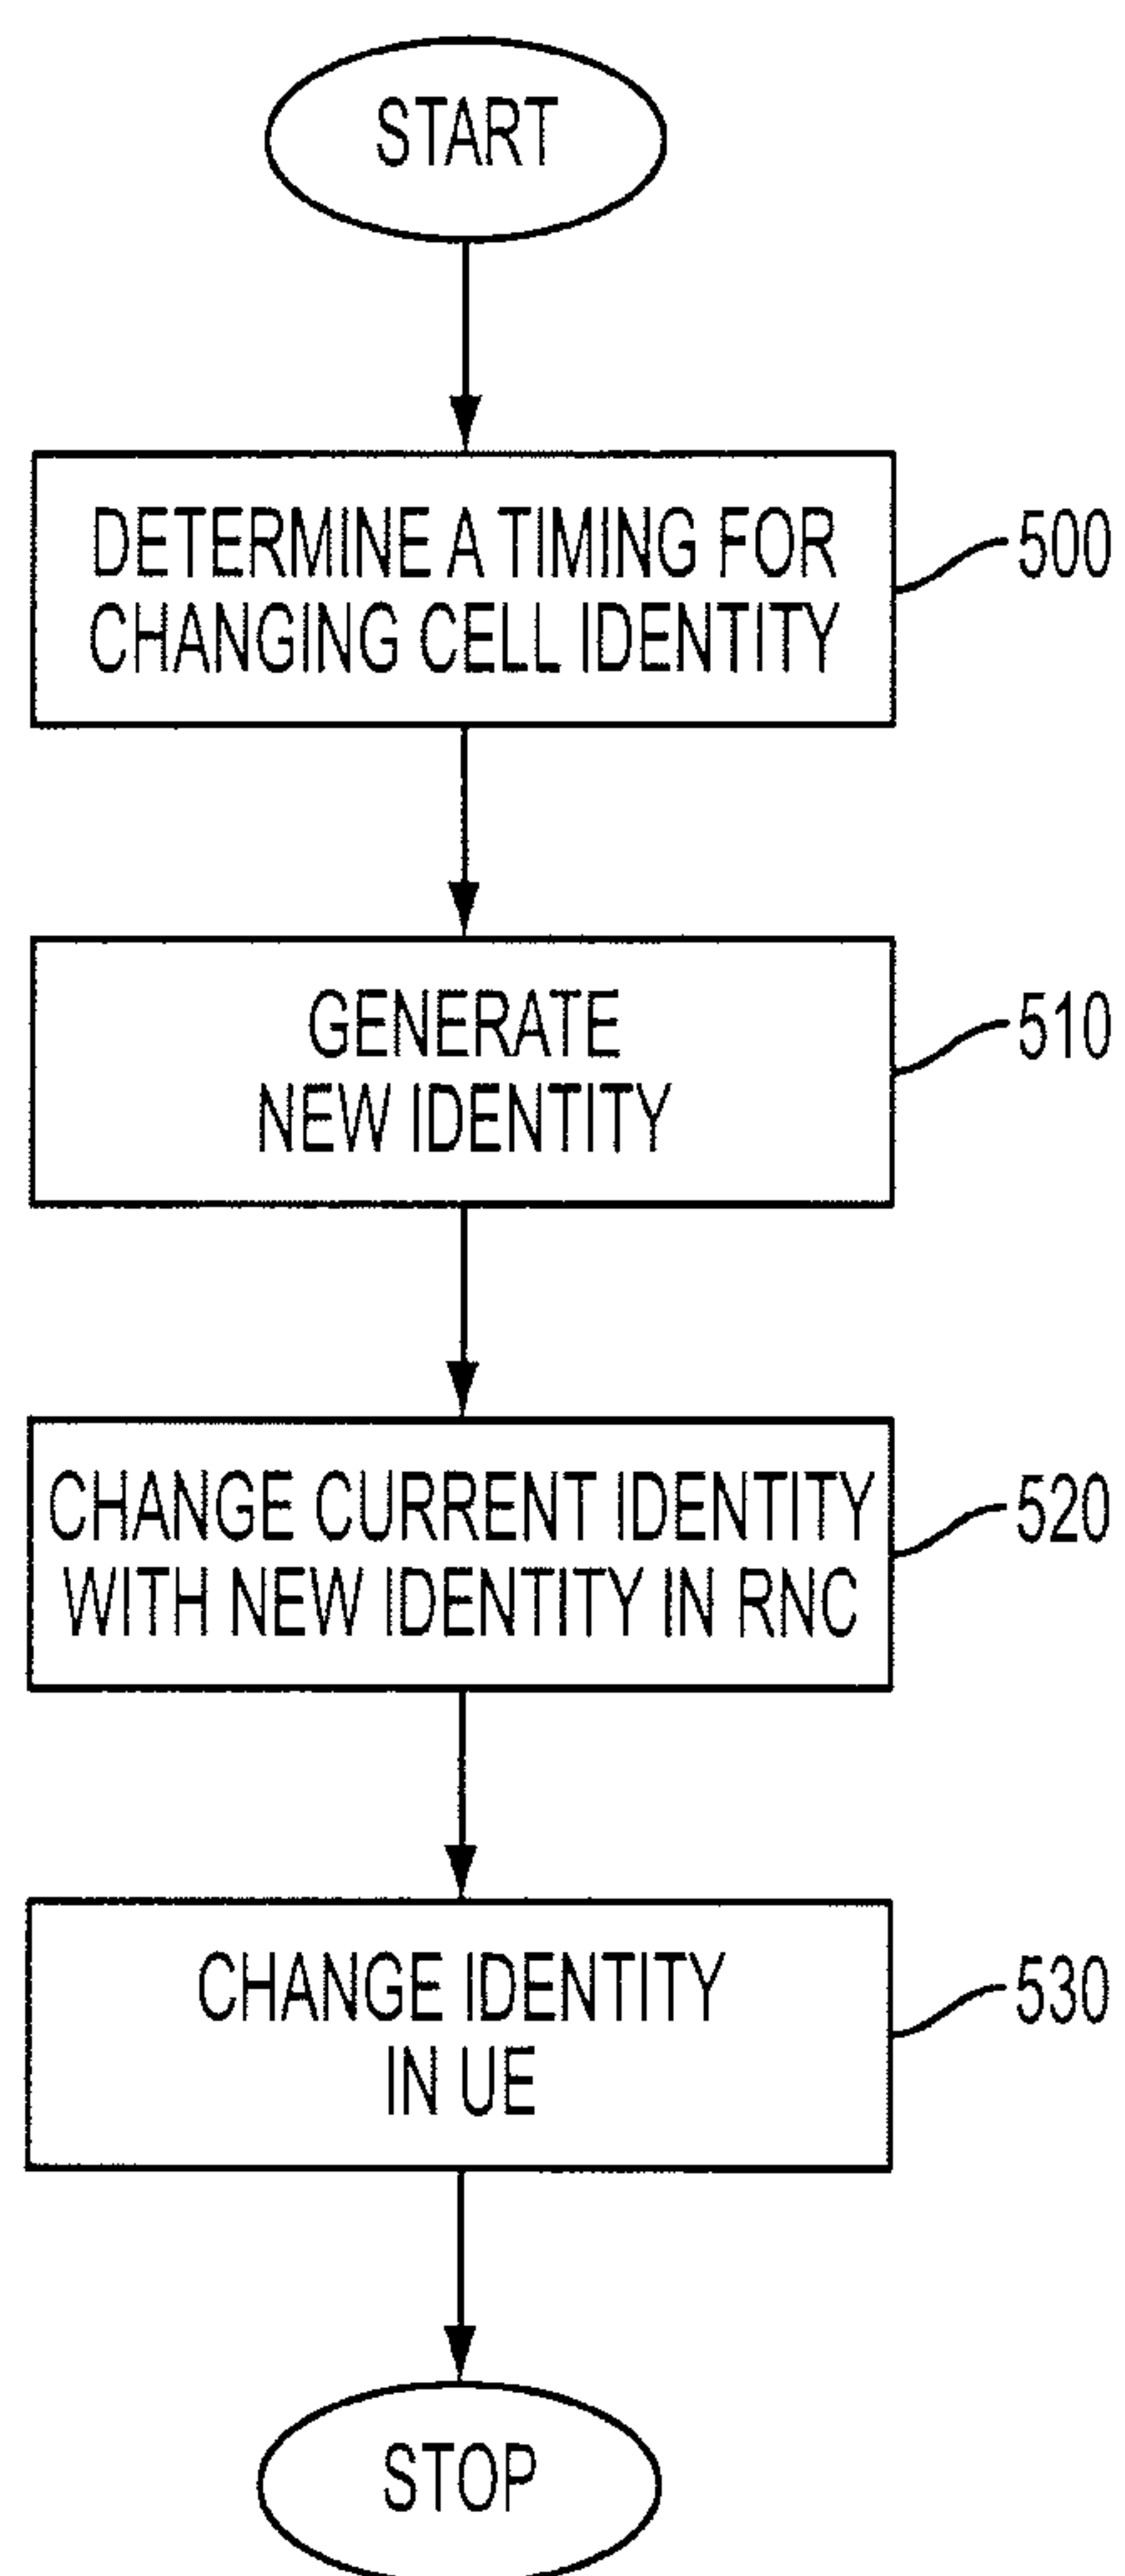 START
DETERMINE A TIMING FOR
CHANGING CELL IDENTITY
500
GENERATE
NEW IDENTITY
510
CHANGE CURRENT IDENTITY
WITH NEW IDENTITY IN RNC
520
CHANGE IDENTITY
IN UE
530
STOP